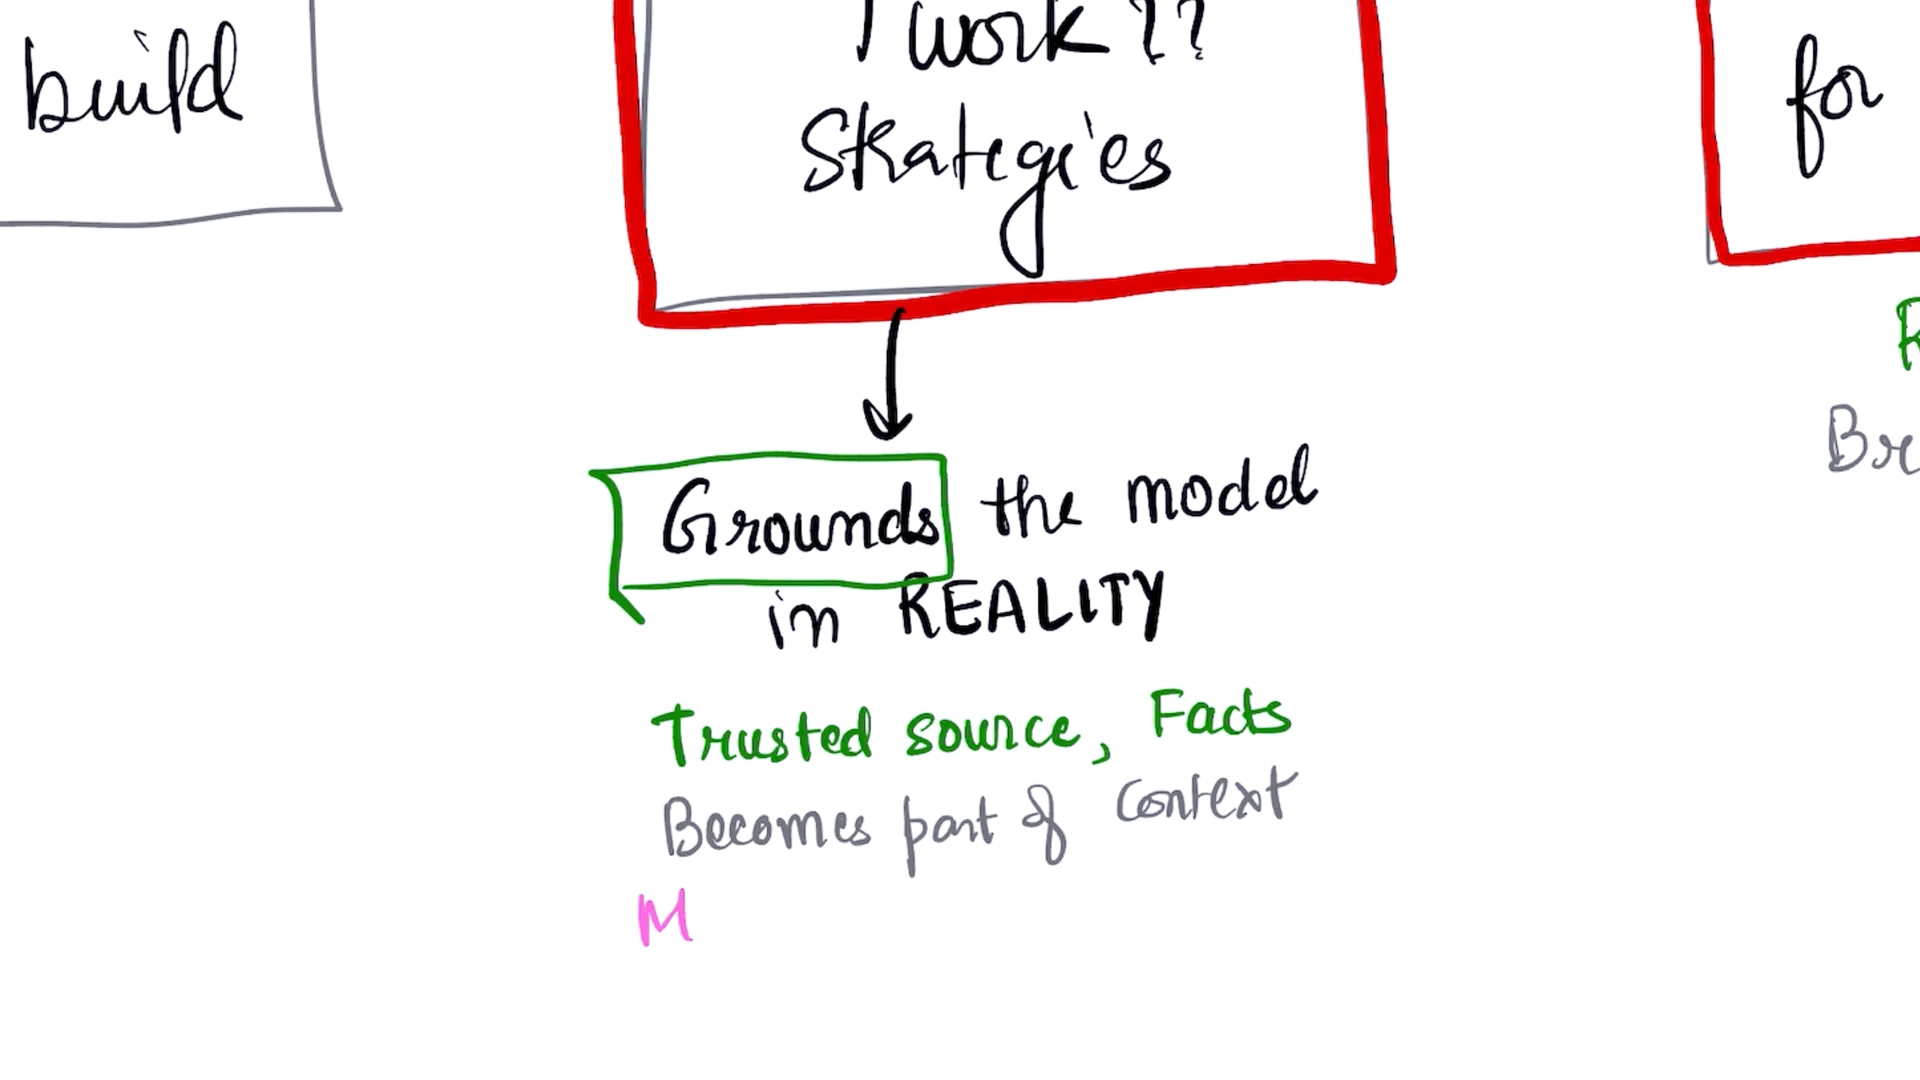 build
work ??
Strategies
for
Grounds the model
in REALITY
Trusted source, Facts
Becomes part of Context
M